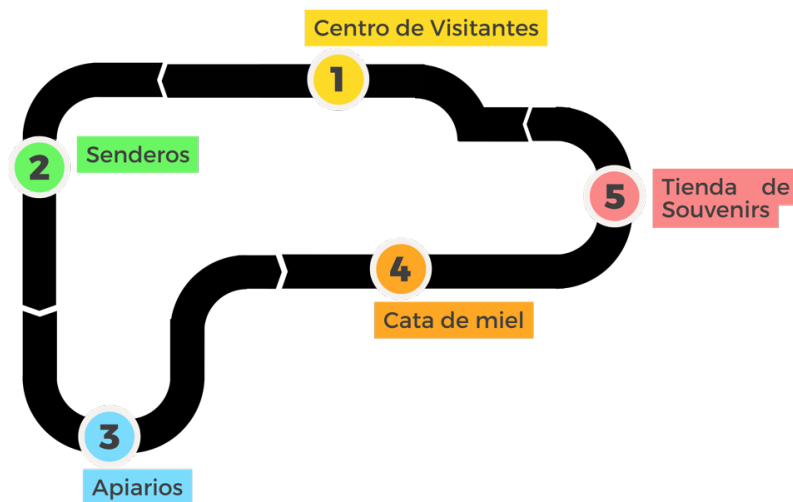 Centro de Visitantes
1
2
Senderos
5
Tienda de
Souvenirs
4
Cata de miel
3
Apiarios